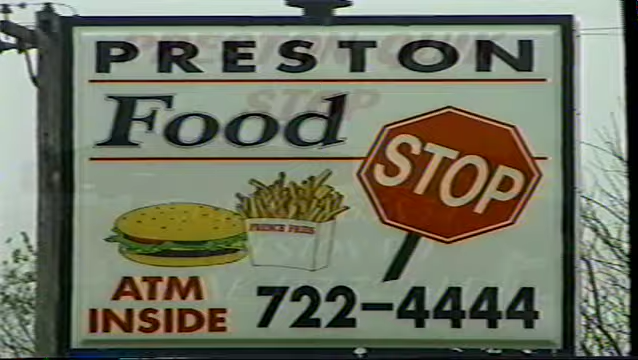 PRESTON
Food
STOP
FRENCH FRIES
ATM
INSIDE
722-4444